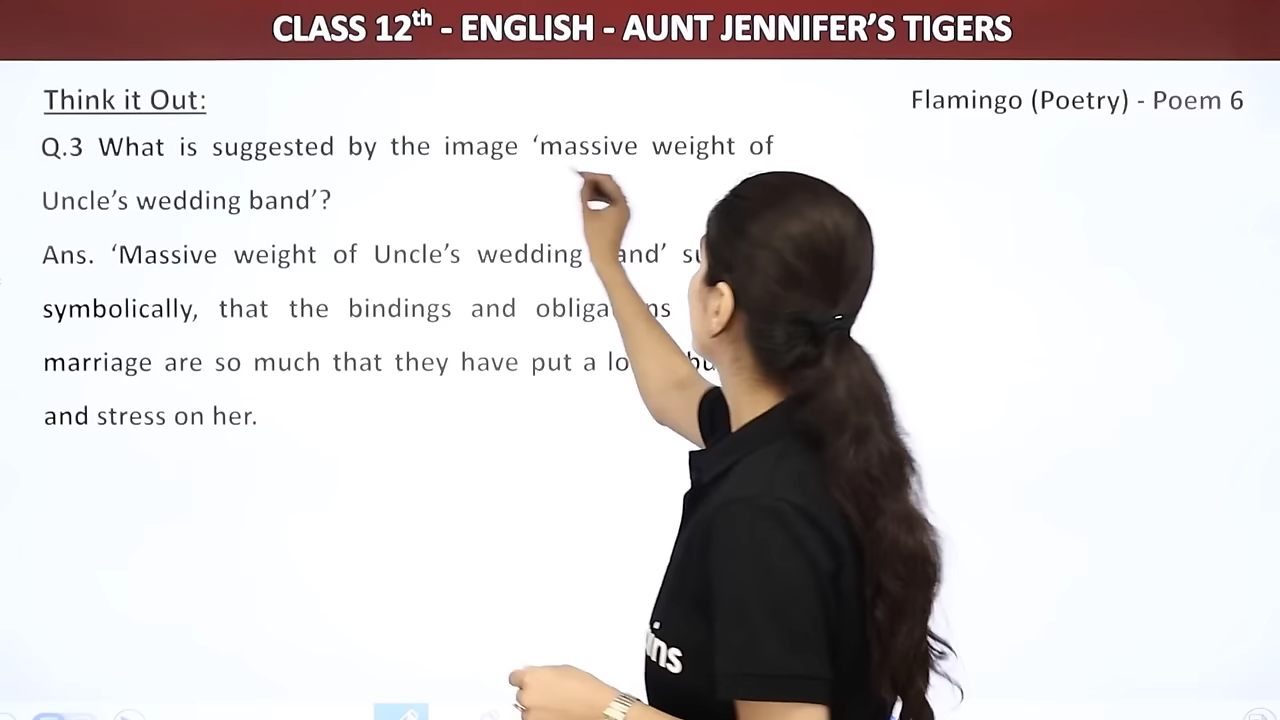 CLASS 12th - ENGLISH - AUNT JENNIFER'S TIGERS
Think it Out:
Flamingo (Poetry) - Poem 6
Q.3 What is suggested by the image ‘massive weight of
Uncle’s wedding band’?
Ans. ‘Massive weight of Uncle’s wedding
symbolically, that the bindings and
marriage are so much that they have put a
and stress on her.